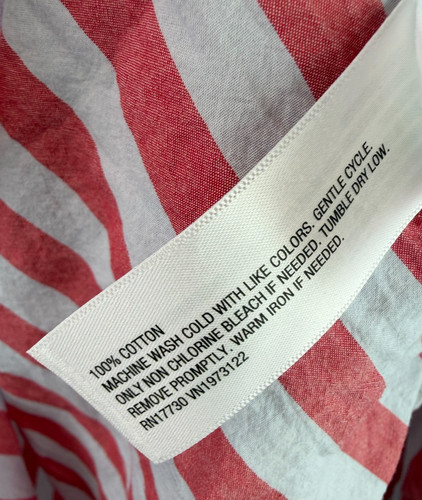 100% COTTON
MACHINE WASH COLD WITH LIKE COLORS. GENTLE CYCLE.
ONLY NON CHLORINE BLEACH IF NEEDED. TUMBLE DRY LOW.
REMOVE PROMPTLY. WARM IRON IF NEEDED.
RN17730 VN1973122